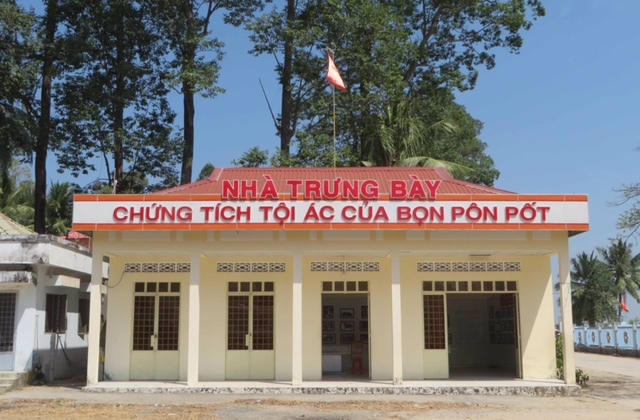 NHÀ TRƯNG BÀY
CHỨNG TÍCH TỘI ÁC CỦA BỌN PÔN PỐT